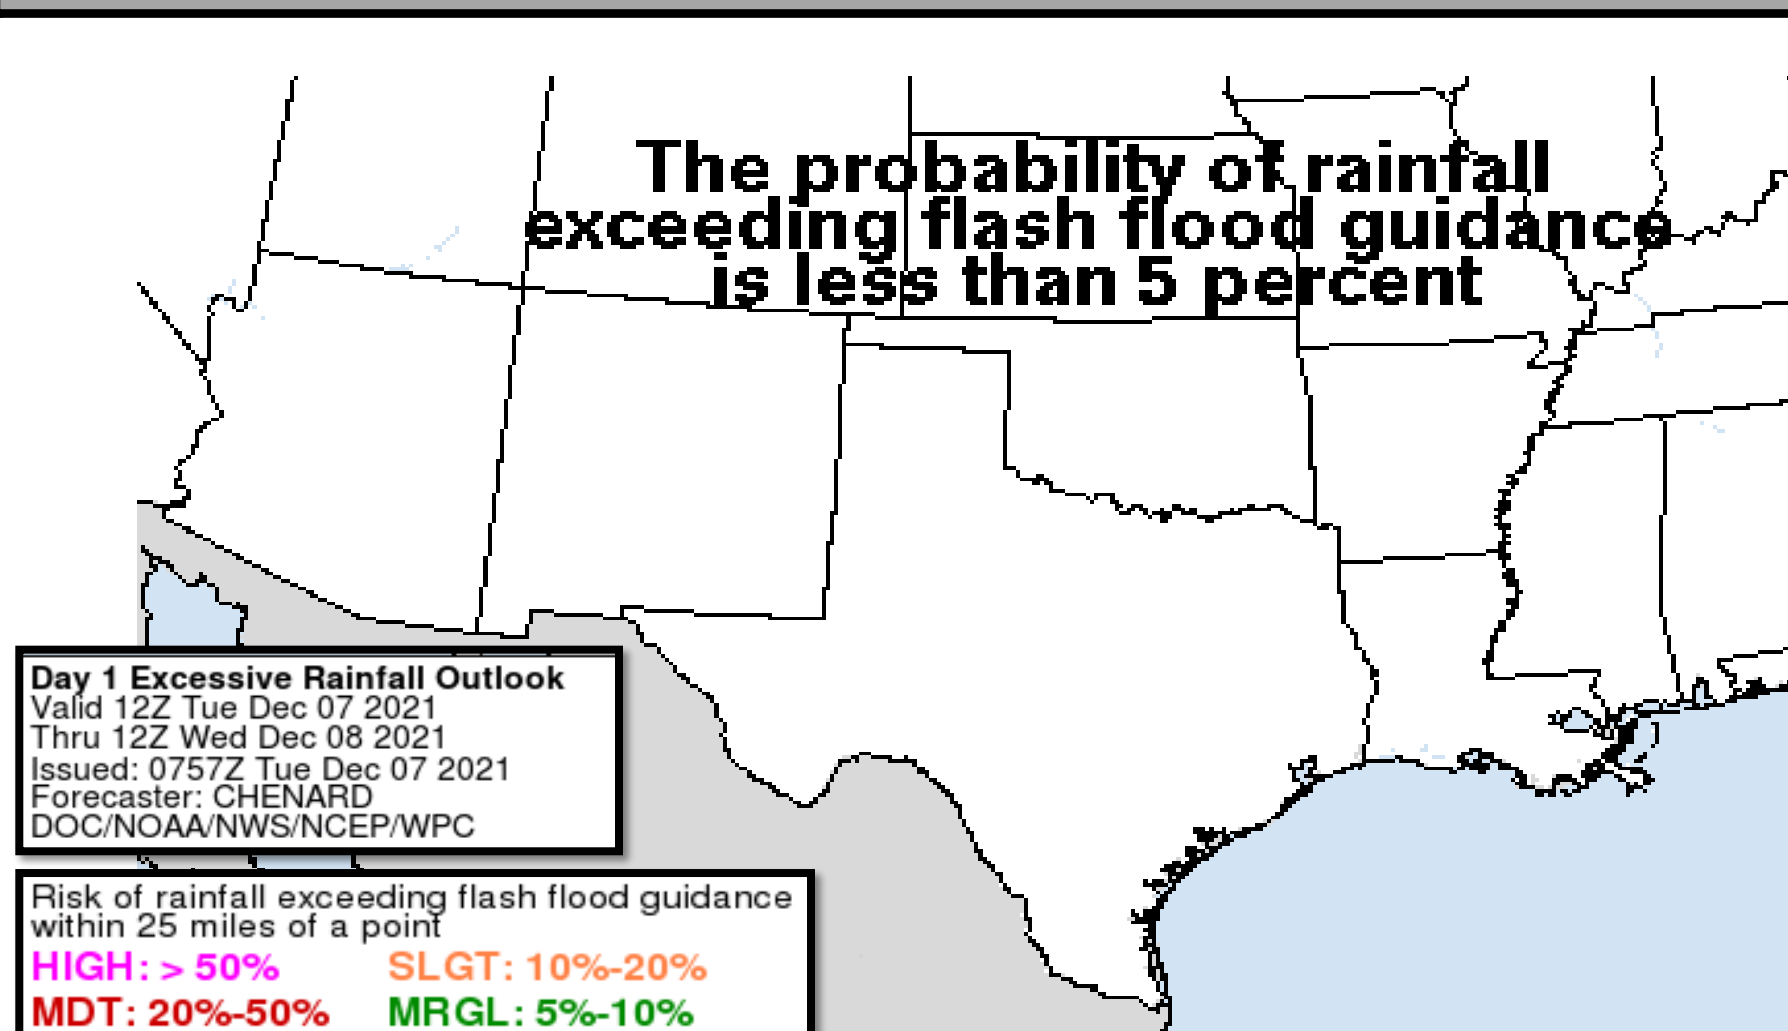 The probability of rainfall
exceeding flash flood guidance
is less than 5 percent
Day 1 Excessive Rainfall Outlook
Valid 12Z Tue Dec 07 2021
Thru 12Z Wed Dec 08 2021
Issued: 0757Z Tue Dec 07 2021
Forecaster: CHENARD
DOC/NOAA/NWS/NCEP/WPC
Risk of rainfall exceeding flash flood guidance
within 25 miles of a point
HIGH: > 50% SLGT: 10%-20%
MDT: 20%-50% MRGL: 5%-10%